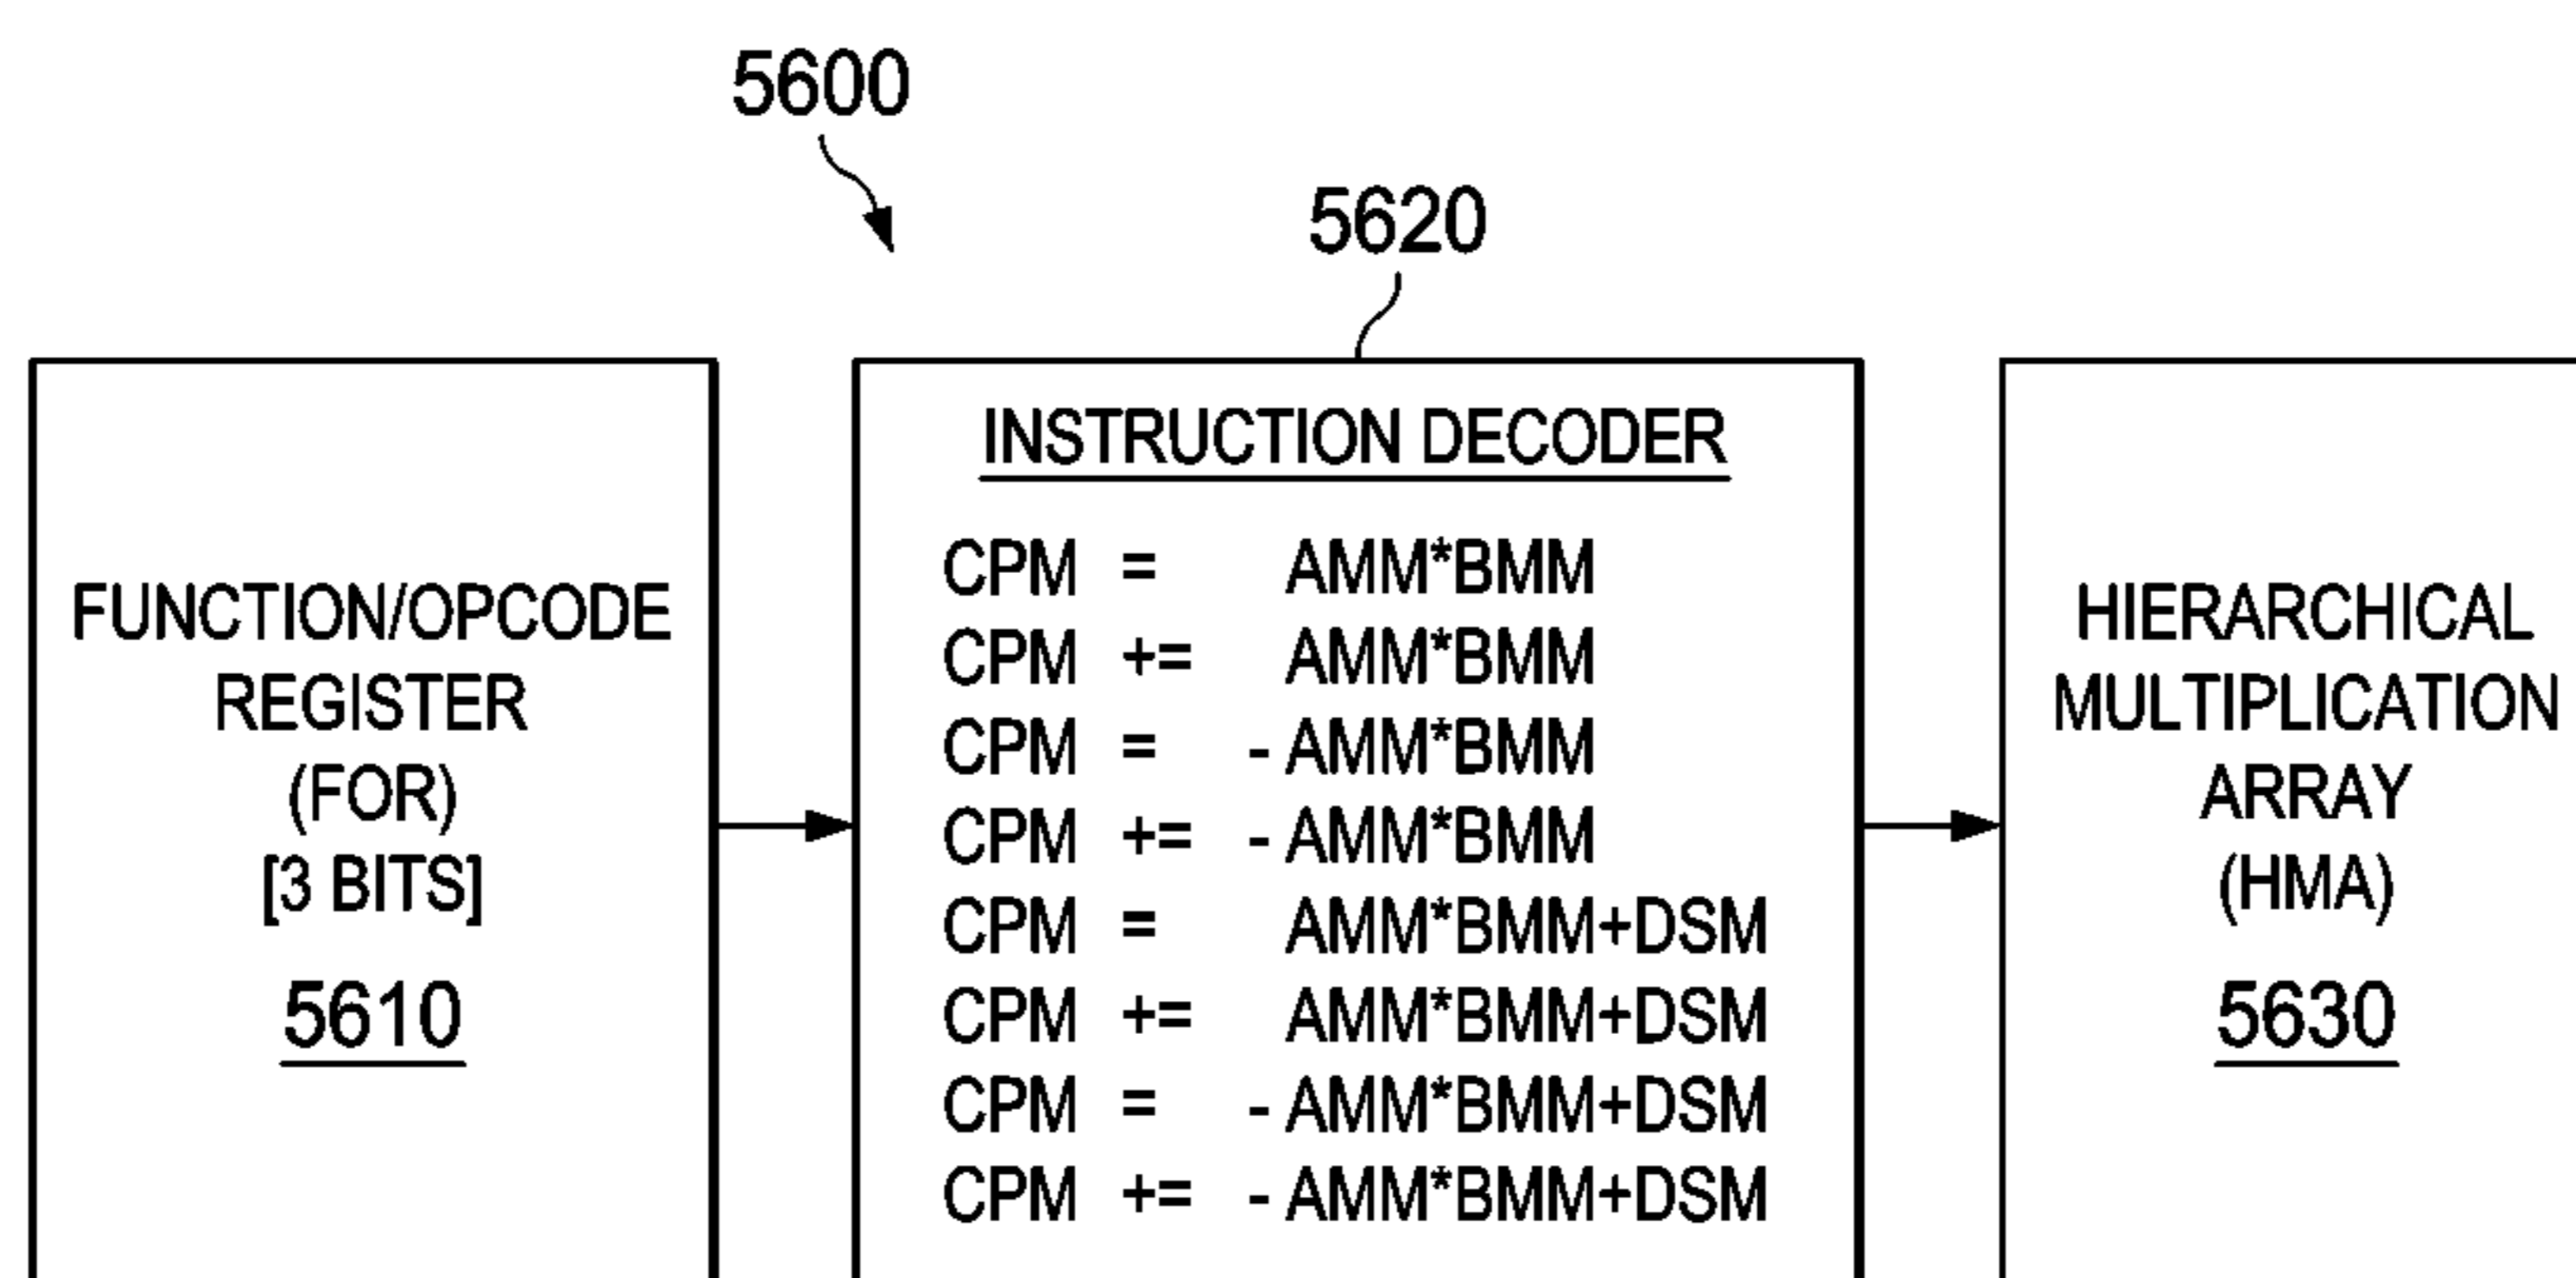 5600
5620
FUNCTION/OPCODE
REGISTER
(FOR)
[3 BITS]
5610
INSTRUCTION DECODER
CPM = AMM*BMM
CPM += AMM*BMM
CPM = - AMM*BMM
CPM += - AMM*BMM
CPM = AMM*BMM+DSM
CPM += AMM*BMM+DSM
CPM = - AMM*BMM+DSM
CPM += - AMM*BMM+DSM
HIERARCHICAL
MULTIPLICATION
ARRAY
(HMA)
5630